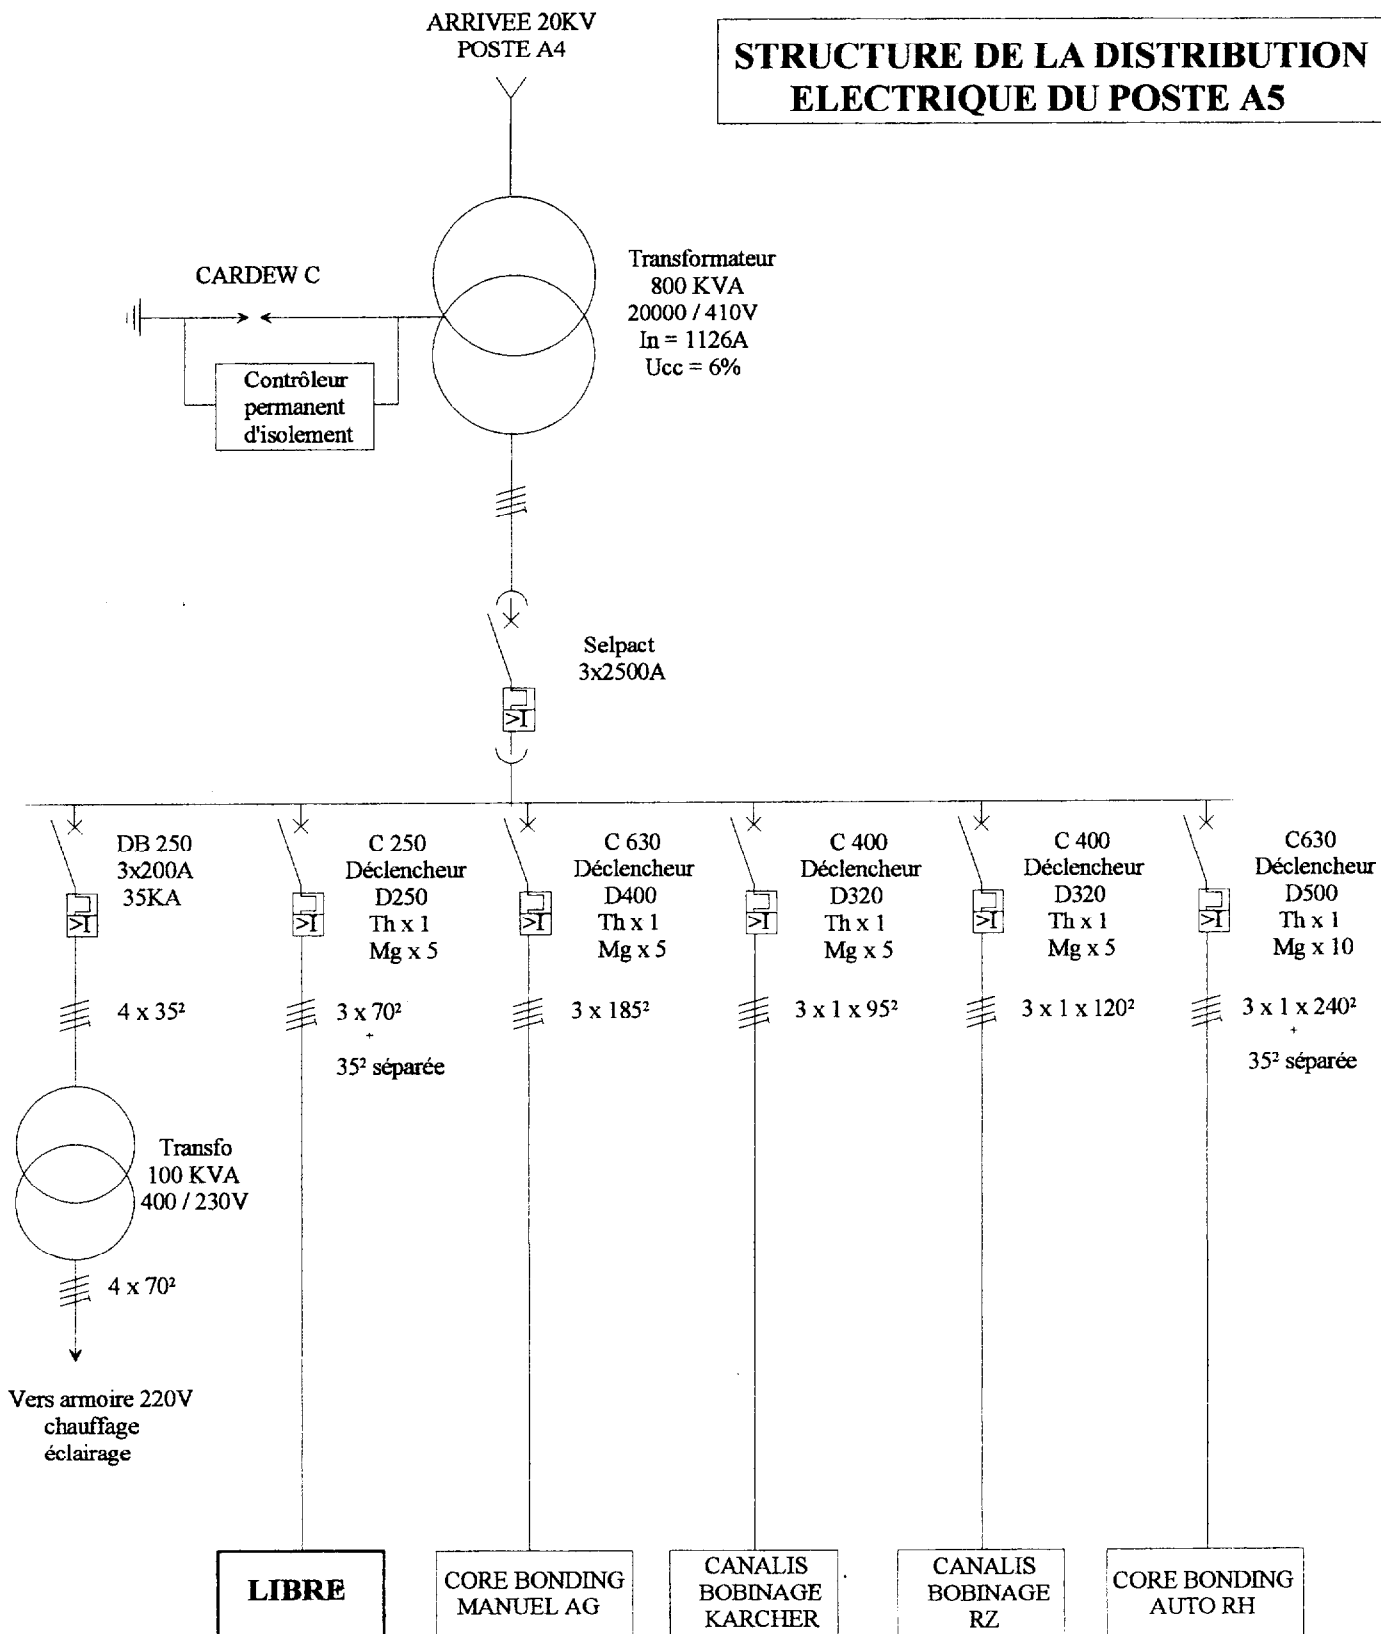 ARRIVEE 20KV
POSTE A4
STRUCTURE DE LA DISTRIBUTION
ELECTRIQUE DU POSTE A5
CARDEW C
Transformateur
800 KVA
20000 / 410V
In = 1126A
Ucc = 6%
Contrôleur
permanent
d'isolement
Selpact
3x2500A
>I
DB 250
3x200A
35KA
>I
C 250
Déclencheur
D250
Th x 1
Mg x 5
>I
C 630
Déclencheur
D400
Th x 1
Mg x 5
>I
C 400
Déclencheur
D320
Th x 1
Mg x 5
>I
C 400
Déclencheur
D320
Th x 1
Mg x 5
>I
C630
Déclencheur
D500
Th x 1
Mg x 10
>I
4 x 35²
3 x 70²
+
35² séparée
3 x 185²
3 x 1 x 95²
3 x 1 x 120²
3 x 1 x 240²
+
35² séparée
Transfo
100 KVA
400 / 230V
4 x 70²
Vers armoire 220V
chauffage
éclairage
LIBRE
CORE BONDING
MANUEL AG
CANALIS
BOBINAGE
KARCHER
CANALIS
BOBINAGE
RZ
CORE BONDING
AUTO RH